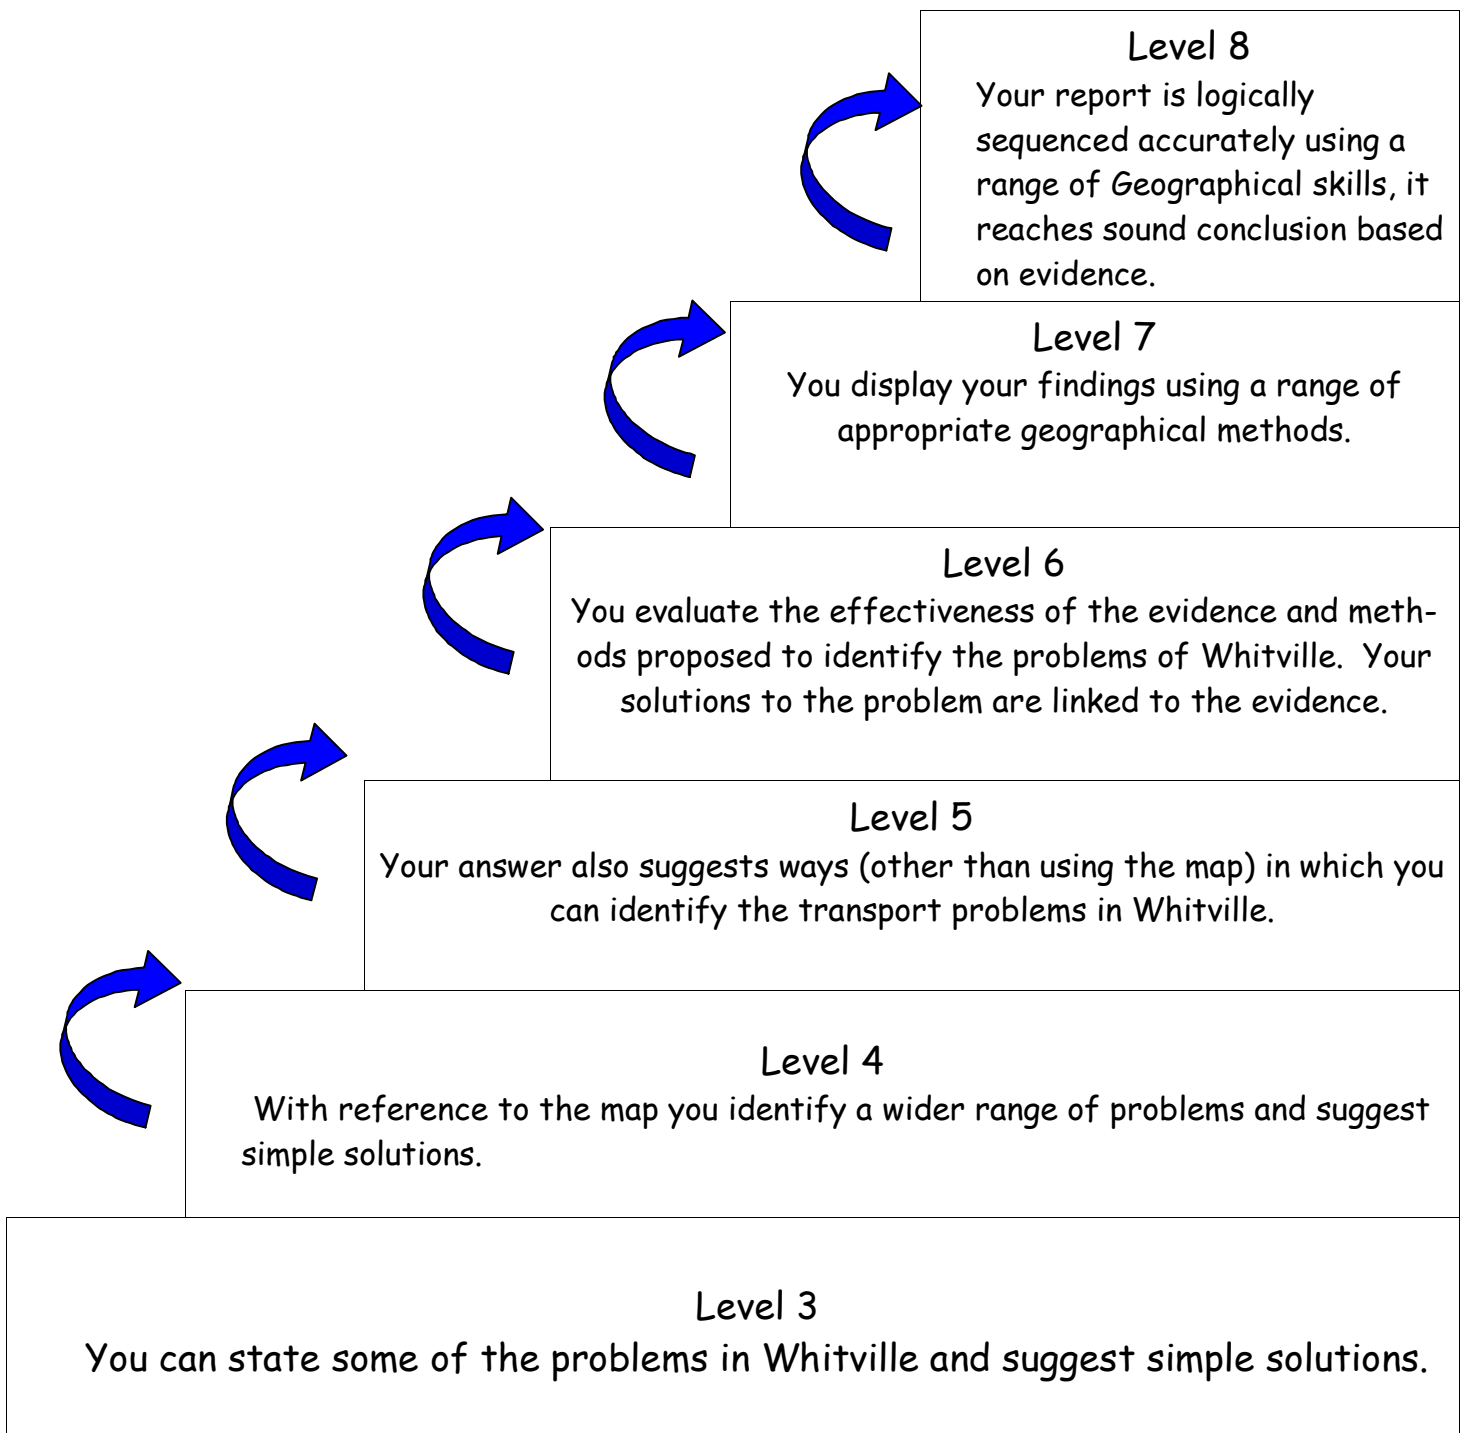 Level 8
Your report is logically
sequenced accurately using a
range of Geographical skills, it
reaches sound conclusion based
on evidence.
Level 7
You display your findings using a range of
appropriate geographical methods.
Level 6
You evaluate the effectiveness of the evidence and meth-
ods proposed to identify the problems of Whitville.  Your
solutions to the problem are linked to the evidence.
Level 5
Your answer also suggests ways (other than using the map) in which you
can identify the transport problems in Whitville.
Level 4
With reference to the map you identify a wider range of problems and suggest
simple solutions.
Level 3
You can state some of the problems in Whitville and suggest simple solutions.